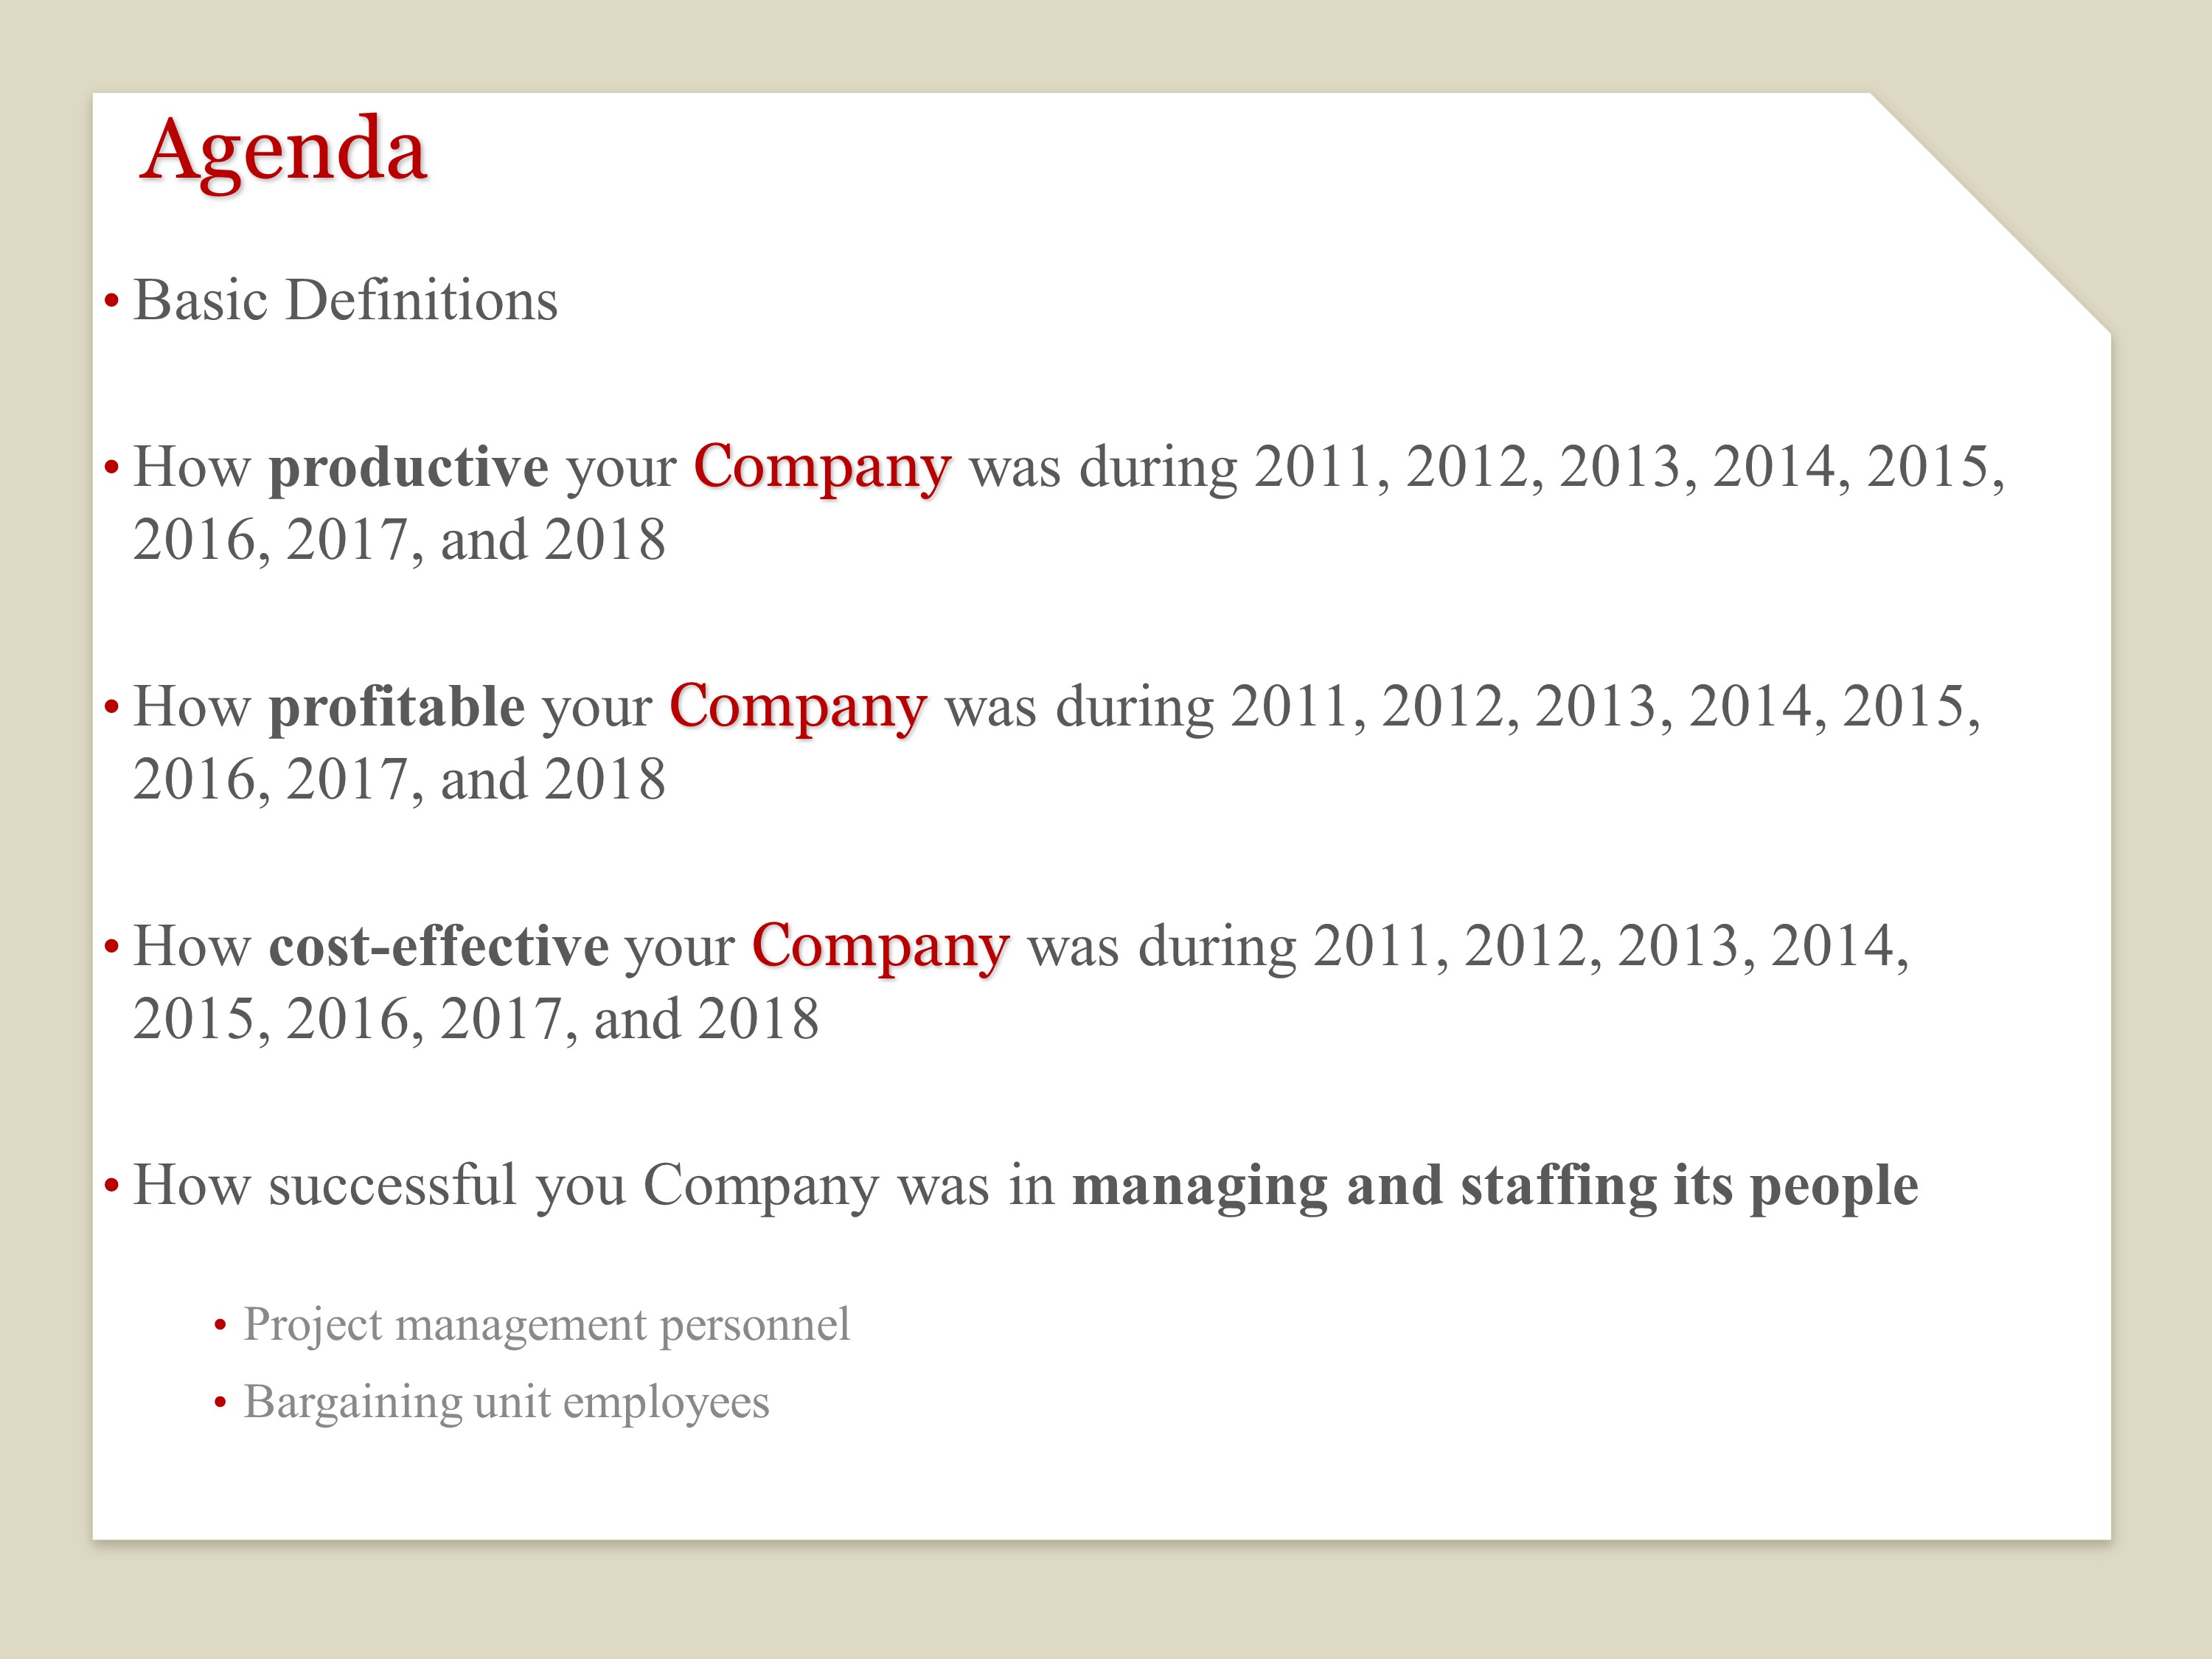 Agenda
• Basic Definitions
• How productive your Company was during 2011, 2012, 2013, 2014, 2015,
2016, 2017, and 2018
• How profitable your Company was during 2011, 2012, 2013, 2014, 2015,
2016, 2017, and 2018
• How cost-effective your Company was during 2011, 2012, 2013, 2014,
2015, 2016, 2017, and 2018
• How successful you Company was in managing and staffing its people
• Project management personnel
• Bargaining unit employees